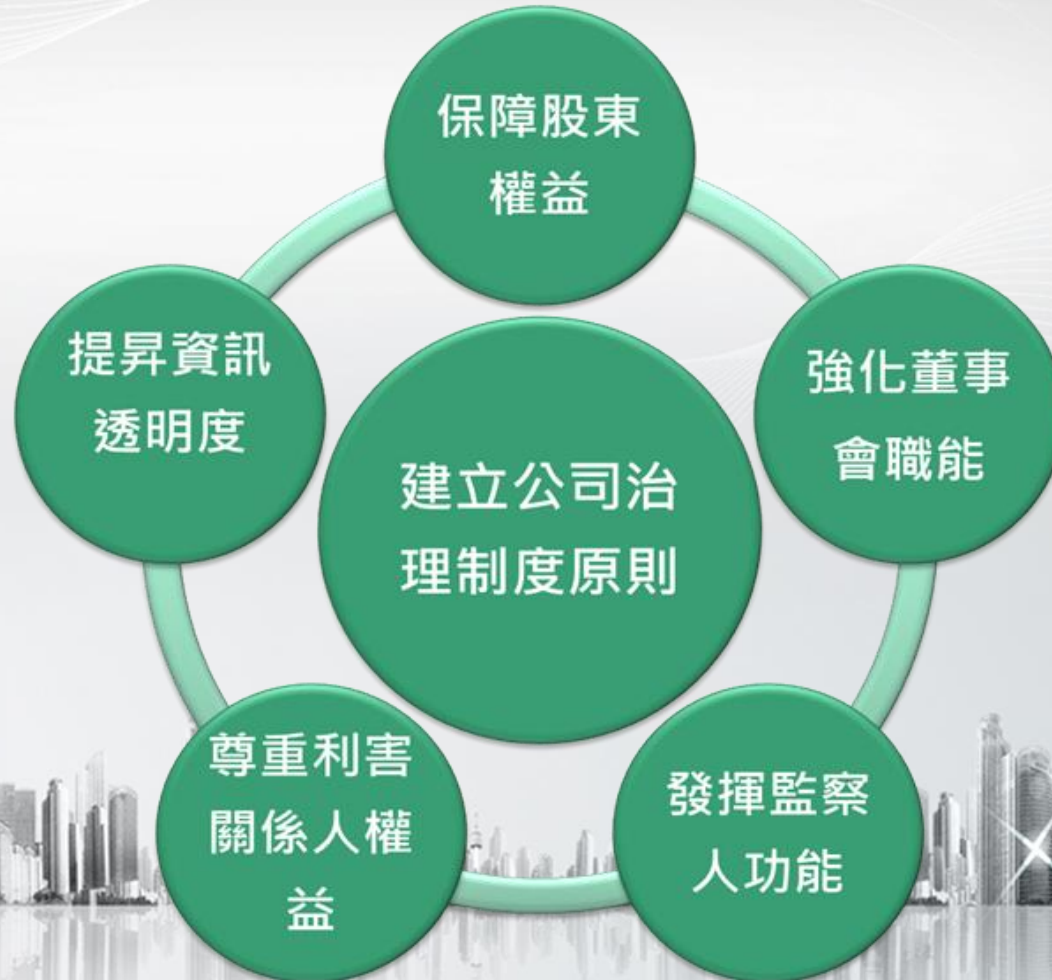 保障股東
權益
強化董事
會職能
發揮監察
人功能
尊重利害
關係人權
益
提昇資訊
透明度
建立公司治
理制度原則